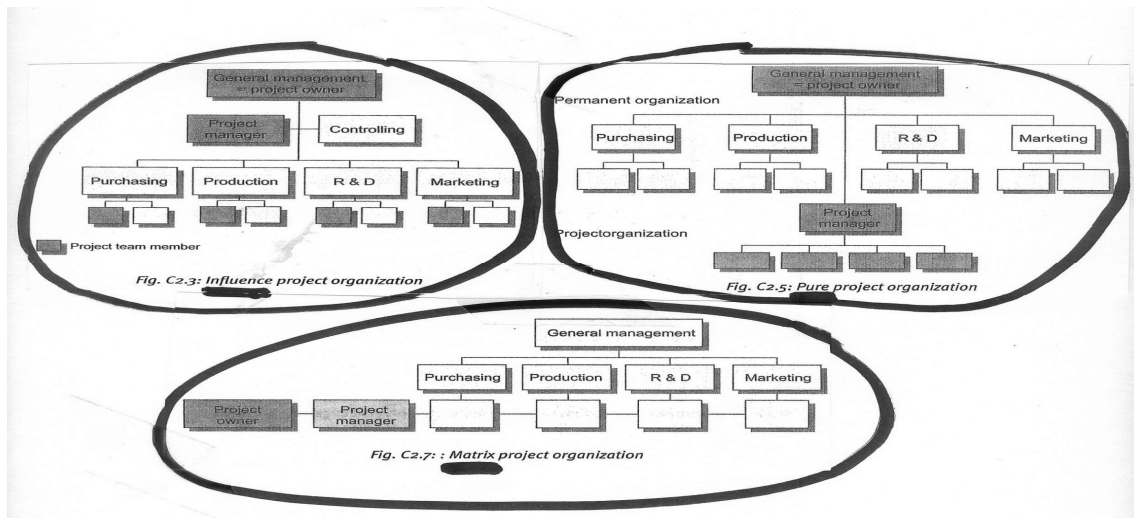 General management
= project owner
Project
manager
Controlling
Purchasing
Production
R & D
Marketing
Project team member
Fig. C2.3: Influence project organization
General management
= project owner
Permanent organization
Purchasing
Production
R & D
Marketing
Project
manager
Projectorganization
Fig. C2.5: Pure project organization
General management
Purchasing
Production
R & D
Marketing
Project
owner
Project
manager
Fig. C2.7: : Matrix project organization